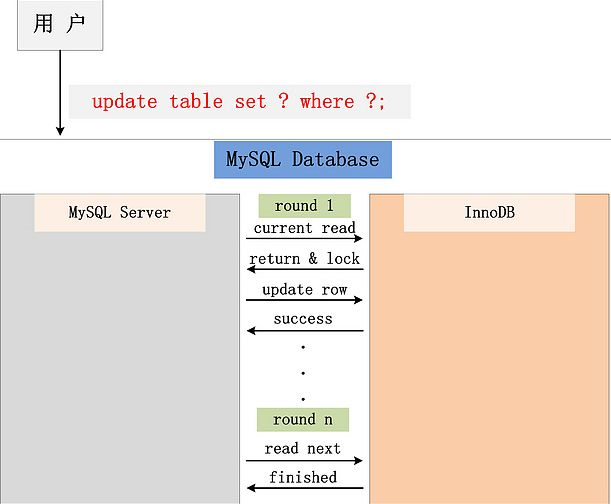 用 户
update table set ? where ?;
MySQL Database
MySQL Server
round 1
InnoDB
current read
return & lock
update row
success
.
.
.
round n
read next
finished